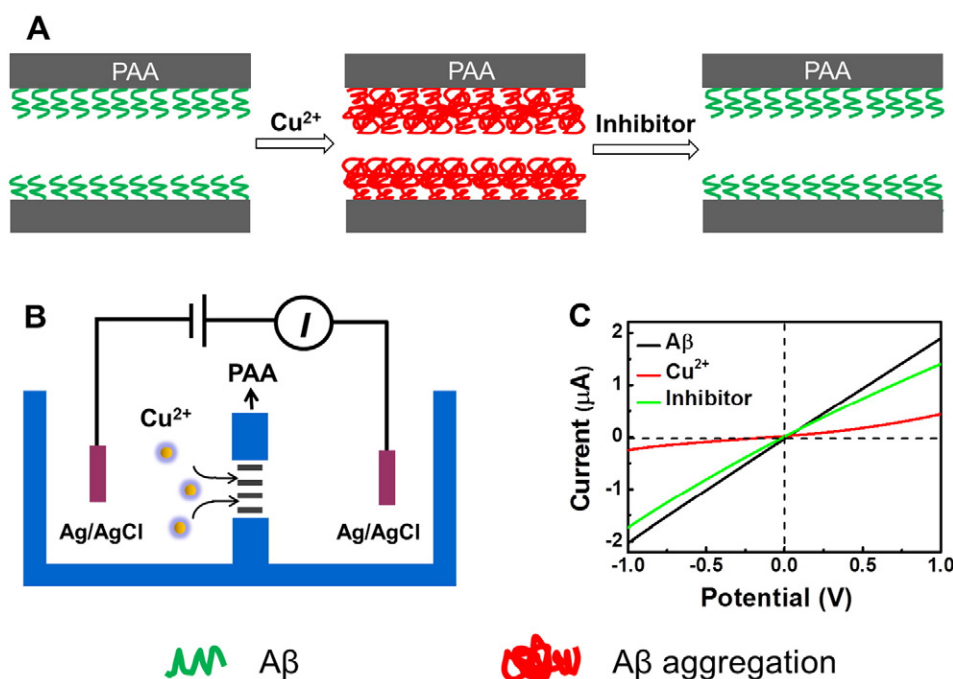 A
PAA
PAA
PAA
Cu²⁺
Inhibitor
B
I
PAA
Cu²⁺
Ag/AgCl
Ag/AgCl
C
2
1
0
-1
-2
Aβ
Cu²⁺
Inhibitor
Current (μA)
-1.0 -0.5 0.0 0.5 1.0
Potential (V)
Aβ
Aβ aggregation